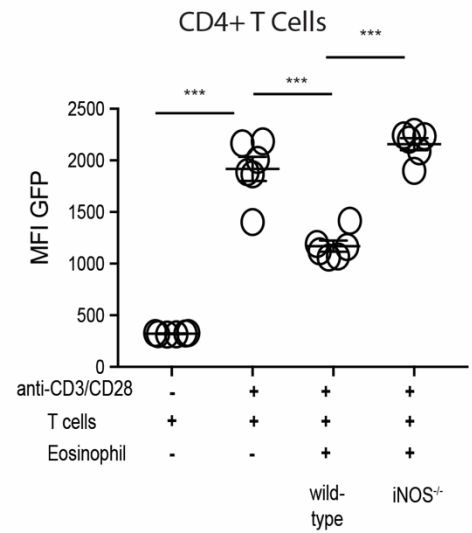 CD4+ T Cells
***
***
***
MFI GFP
2500
2000
1500
1000
500
0
anti-CD3/CD28 - + + +
T cells + + + +
Eosinophil - - + +
wild-
type
iNOS-/-